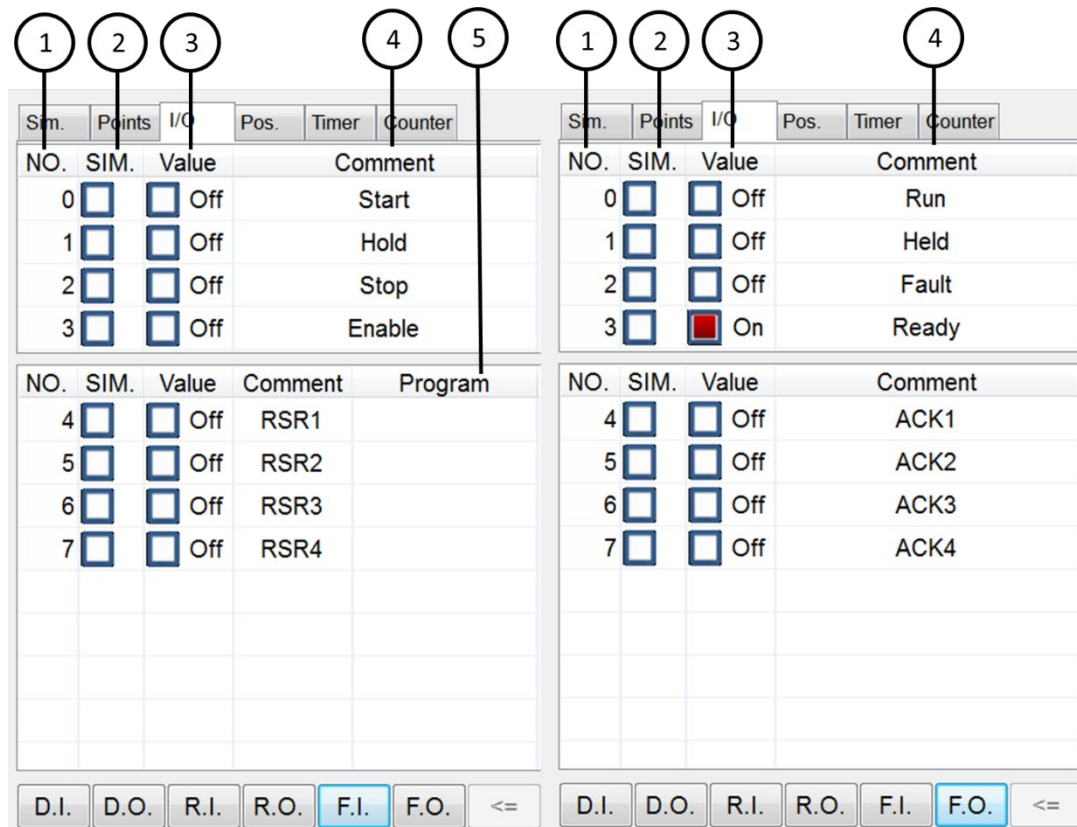 1 2 3 4 5
Sim. Points I/O Pos. Timer Counter
NO. SIM. Value Comment
0 Off Start
1 Off Hold
2 Off Stop
3 Off Enable
NO. SIM. Value Comment Program
4 Off RSR1
5 Off RSR2
6 Off RSR3
7 Off RSR4
D.I. D.O. R.I. R.O. F.I. F.O. <=
1 2 3 4
Sim. Points I/O Pos. Timer Counter
NO. SIM. Value Comment
0 Off Run
1 Off Held
2 Off Fault
3 On Ready
NO. SIM. Value Comment
4 Off ACK1
5 Off ACK2
6 Off ACK3
7 Off ACK4
D.I. D.O. R.I. R.O. F.I. F.O. <=